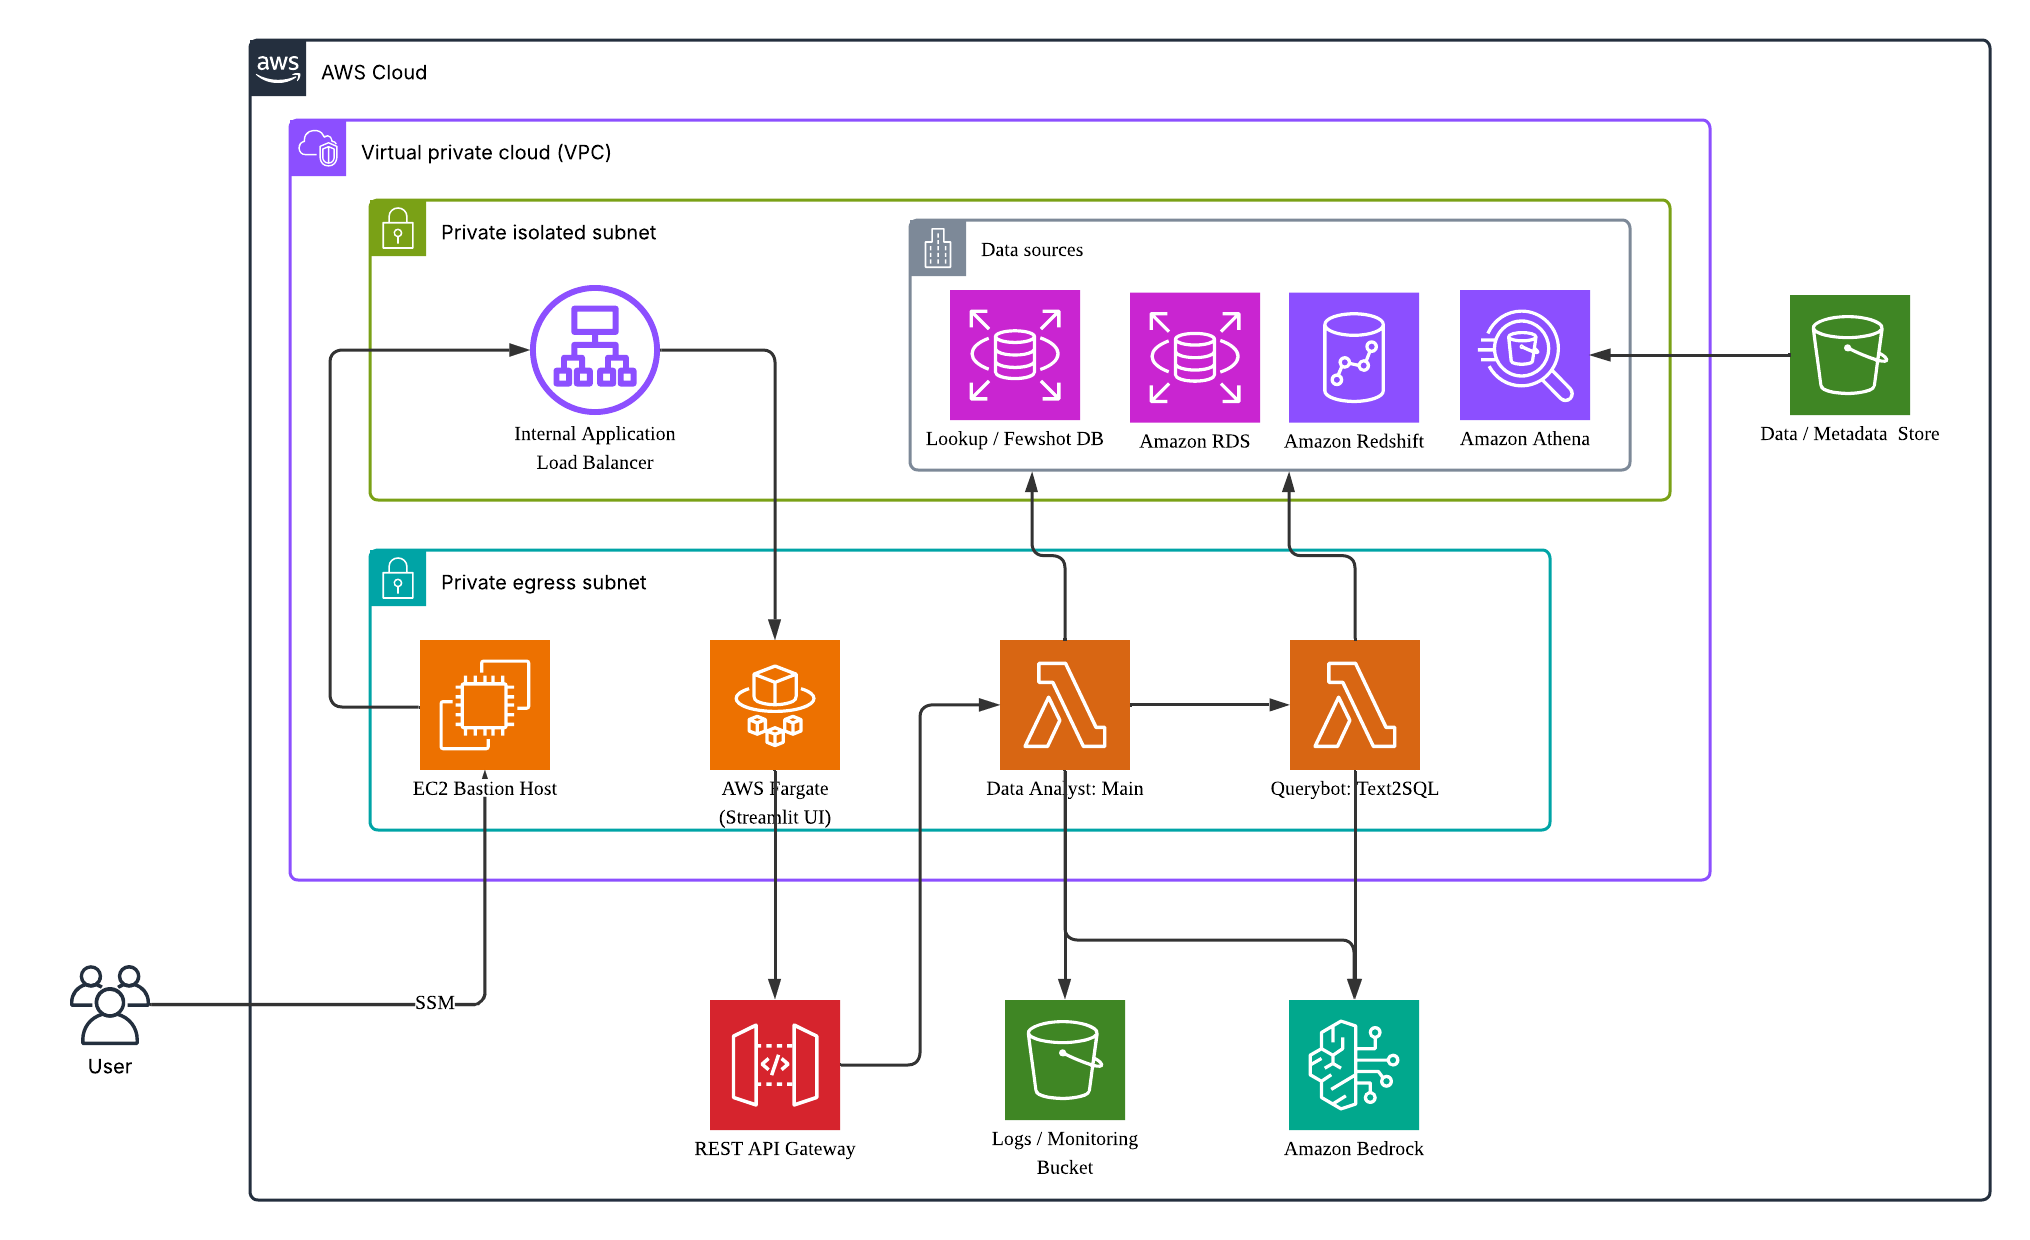 aws
AWS Cloud
Virtual private cloud (VPC)
Private isolated subnet
Data sources
Internal Application
Load Balancer
Lookup / Fewshot DB
Amazon RDS
Amazon Redshift
Amazon Athena
Data / Metadata  Store
Private egress subnet
EC2 Bastion Host
AWS Fargate
(Streamlit UI)
Data Analyst: Main
Querybot: Text2SQL
SSM
User
REST API Gateway
Logs / Monitoring
Bucket
Amazon Bedrock